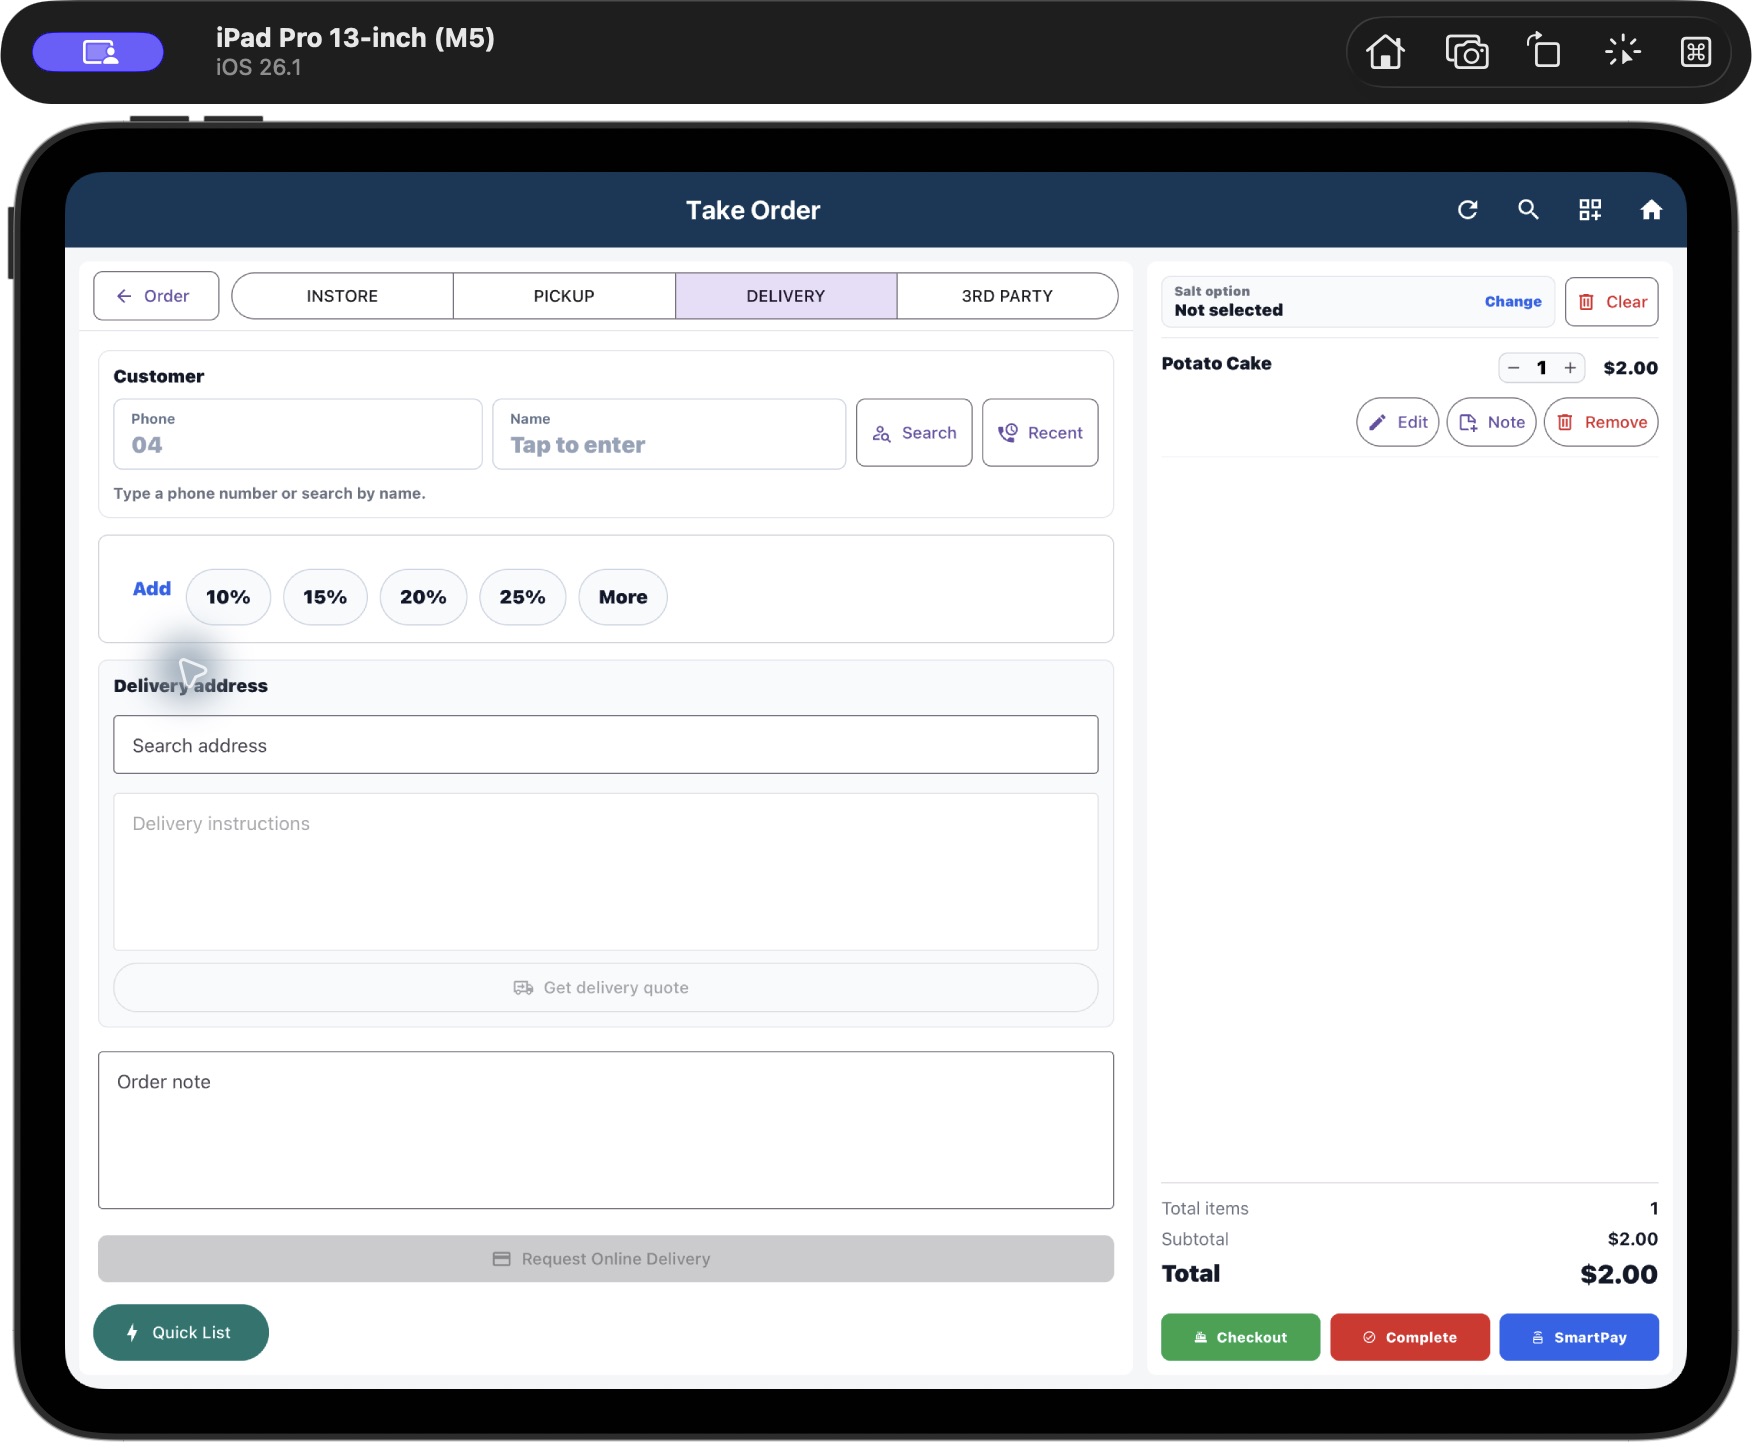 iPad Pro 13-inch (M5)
iOS 26.1
Take Order
Order
INSTORE
PICKUP
DELIVERY
3RD PARTY
Customer
Phone
04
Name
Tap to enter
Search
Recent
Type a phone number or search by name.
Add
10%
15%
20%
25%
More
Delivery address
Search address
Delivery instructions
Get delivery quote
Order note
Request Online Delivery
Quick List
Salt option
Not selected
Change
Clear
Potato Cake
1
$2.00
Edit
Note
Remove
Total items 1
Subtotal $2.00
Total $2.00
Checkout
Complete
SmartPay